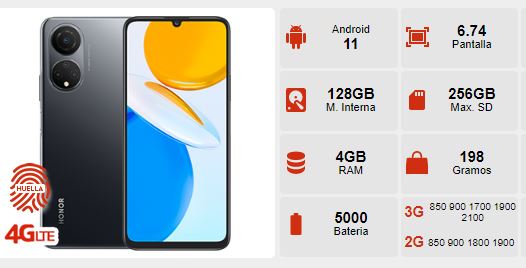 HUELLA
4G LTE
HONOR
Android
11
6.74
Pantalla
128GB
M. Interna
256GB
Max. SD
4GB
RAM
198
Gramos
5000
Bateria
3G 850 900 1700 1900
2100
2G 850 900 1800 1900